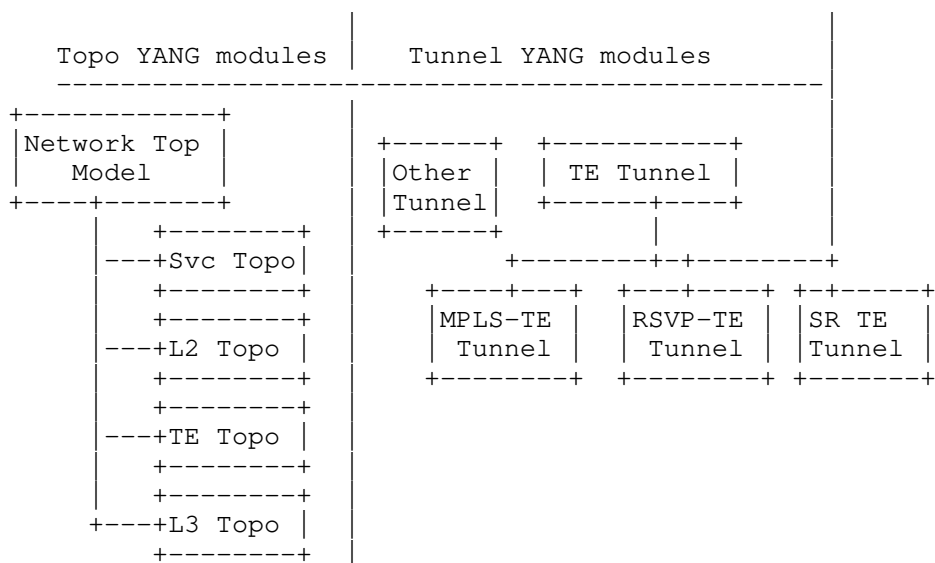 Topo YANG modules Tunnel YANG modules
Network Top
Model
Other
Tunnel
TE Tunnel
Svc Topo
L2 Topo
TE Topo
L3 Topo
MPLS-TE
Tunnel
RSVP-TE
Tunnel
SR TE
Tunnel